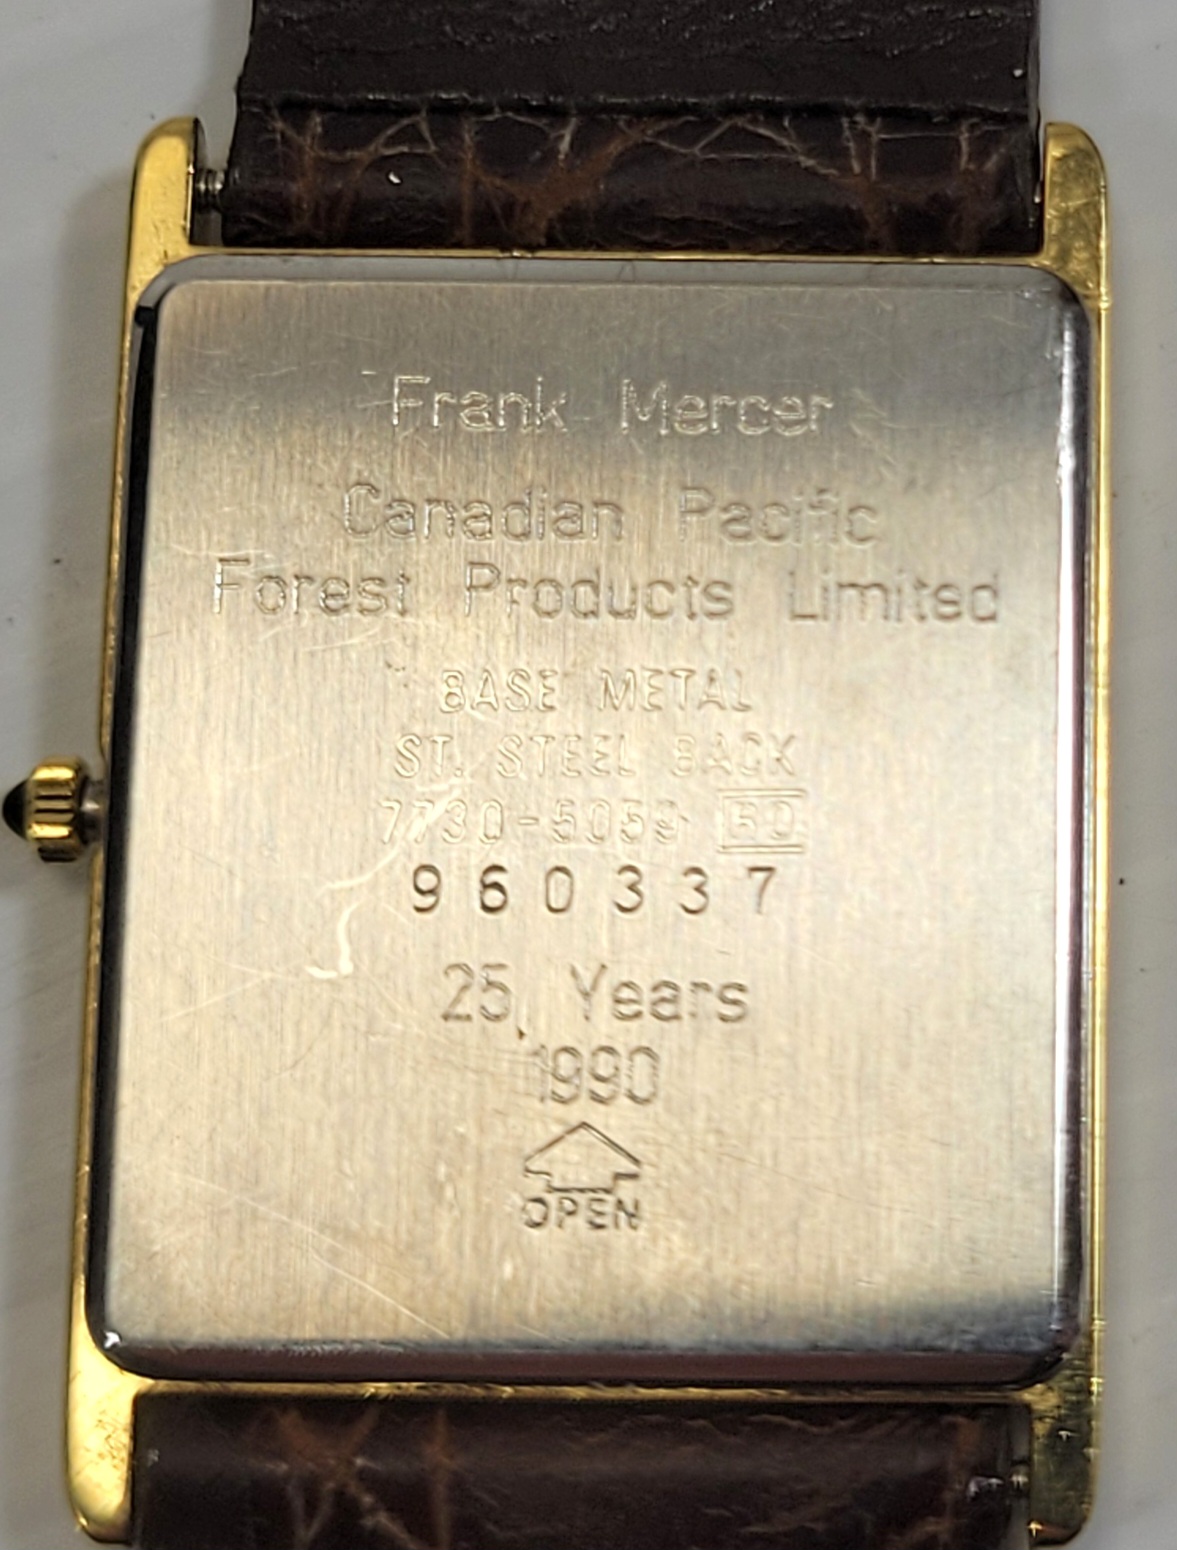 Frank Mercer
Canadian Pacific
Forest Products Limited
BASE METAL
ST. STEEL BACK
7730-5059
960337
25 Years
1990
OPEN